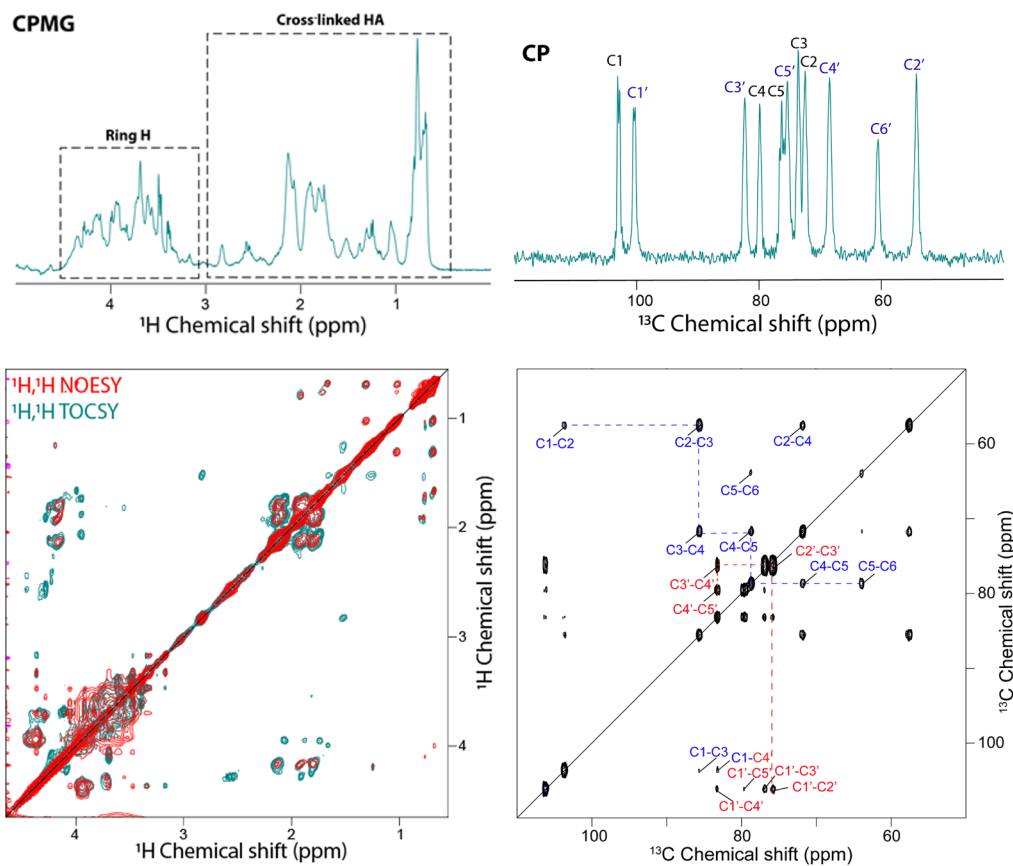 CPMG
Cross-linked HA
Ring H
4 3 2 1
¹H Chemical shift (ppm)
CP
C1 C1′ C3′ C4 C5 C5′ C3 C2 C4′ C6′ C2′
100 80 60
¹³C Chemical shift (ppm)
¹H,¹H NOESY
¹H,¹H TOCSY
1
2
3
4
¹H Chemical shift (ppm)
4 3 2 1
¹H Chemical shift (ppm)
C1-C2 C2-C3 C2-C4
C5-C6
C3-C4 C4-C5 C2'-C3'
C3'-C4' C4-C5 C5-C6
C4'-C5'
C1-C3 C1-C4
C1'-C5' C1'-C3'
C1'-C2'
C1'-C4'
60
80
100
¹³C Chemical shift (ppm)
100 80 60
¹³C Chemical shift (ppm)